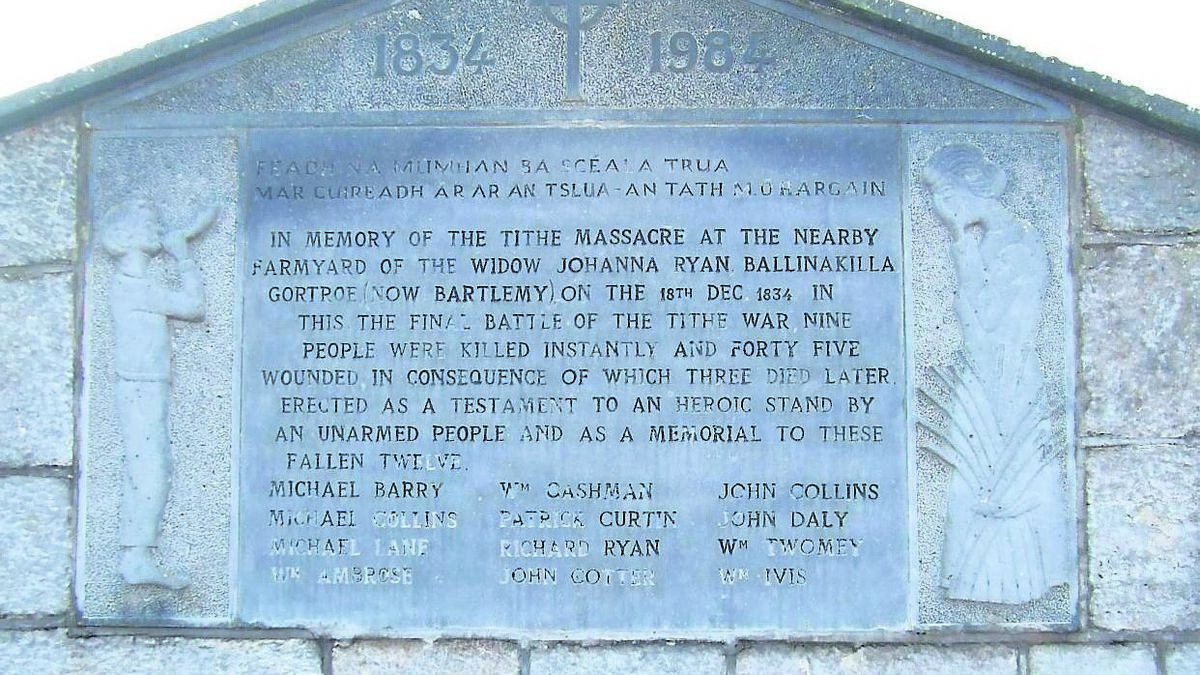 1834 1984
FEADH NA MUMHAN BA SCÉALA TRUA
MAR CUIREADH ÁR AR AN TSLUA-AN TATH MÓR ARGAIN
IN MEMORY OF THE TITHE MASSACRE AT THE NEARBY
FARMYARD OF THE WIDOW JOHANNA RYAN, BALLINAKILLA
GORTROE (NOW BARTLEMY) ON THE 18TH DEC. 1834 IN
THIS THE FINAL BATTLE OF THE TITHE WAR, NINE
PEOPLE WERE KILLED INSTANTLY AND FORTY FIVE
WOUNDED, IN CONSEQUENCE OF WHICH THREE DIED LATER.
ERECTED AS A TESTAMENT TO AN HEROIC STAND BY
AN UNARMED PEOPLE AND AS A MEMORIAL TO THESE
FALLEN TWELVE.
MICHAEL BARRY WM CASHMAN JOHN COLLINS
MICHAEL COLLINS PATRICK CURTIN JOHN DALY
MICHAEL LANE RICHARD RYAN WM TWOMEY
WM AMBROSE JOHN COTTER WM IVIS